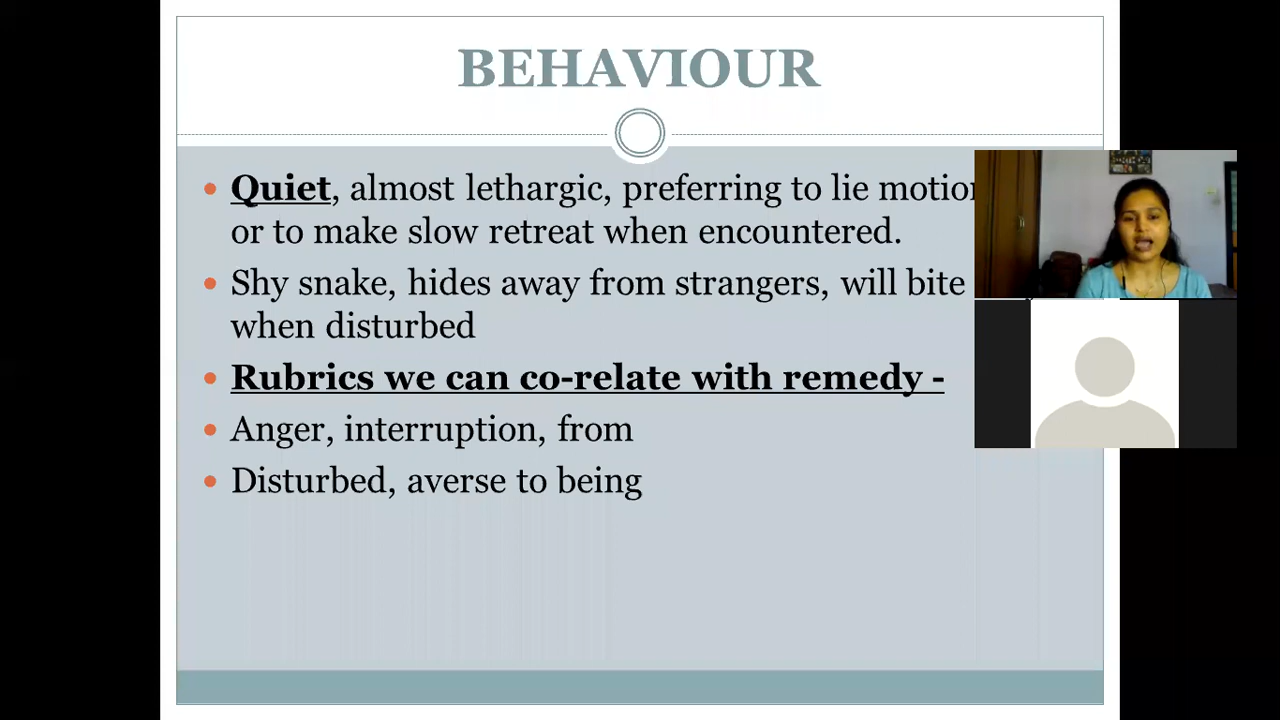 BEHAVIOUR
Quiet, almost lethargic, preferring to lie
or to make slow retreat when encountered.
Shy snake, hides away from strangers, will bite
when disturbed
Rubrics we can co-relate with remedy -
Anger, interruption, from
Disturbed, averse to being